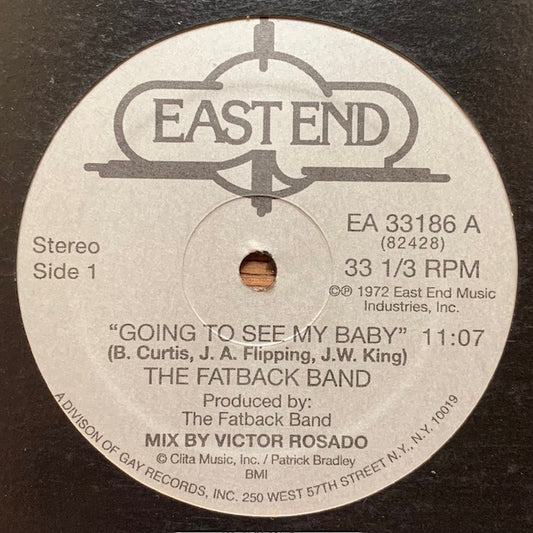 EAST END
Stereo
Side 1
EA 33186 A
(82428)
33 1/3 RPM
©℗ 1972 East End Music
Industries, Inc.
"GOING TO SEE MY BABY" 11:07
(B. Curtis, J. A. Flipping, J.W. King)
THE FATBACK BAND
Produced by:
The Fatback Band
MIX BY VICTOR ROSADO
© Clita Music, Inc. / Patrick Bradley
BMI
A DIVISION OF GAY RECORDS, INC. 250 WEST 57TH STREET N.Y., N.Y. 10019